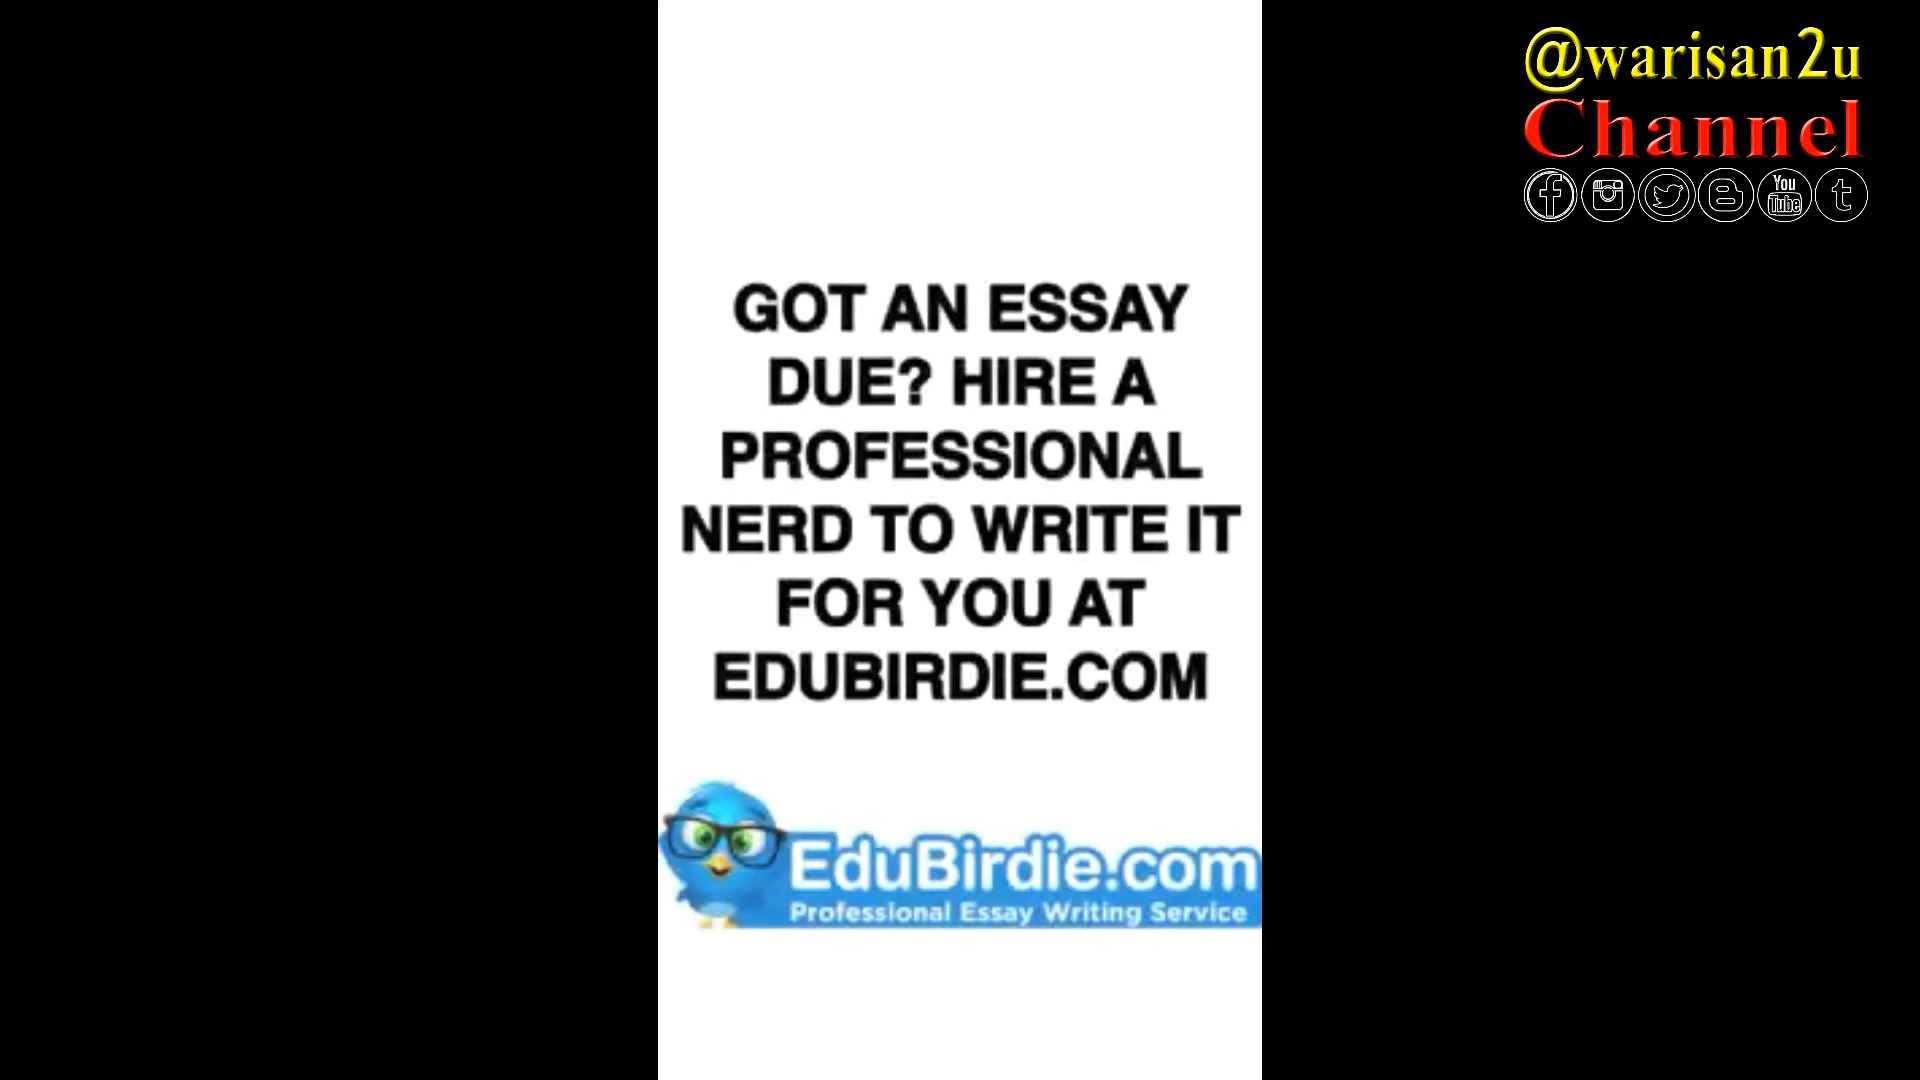 @warisan2u
Channel
You
Tube
GOT AN ESSAY
DUE? HIRE A
PROFESSIONAL
NERD TO WRITE IT
FOR YOU AT
EDUBIRDIE.COM
EduBirdie.com
Professional Essay Writing Service